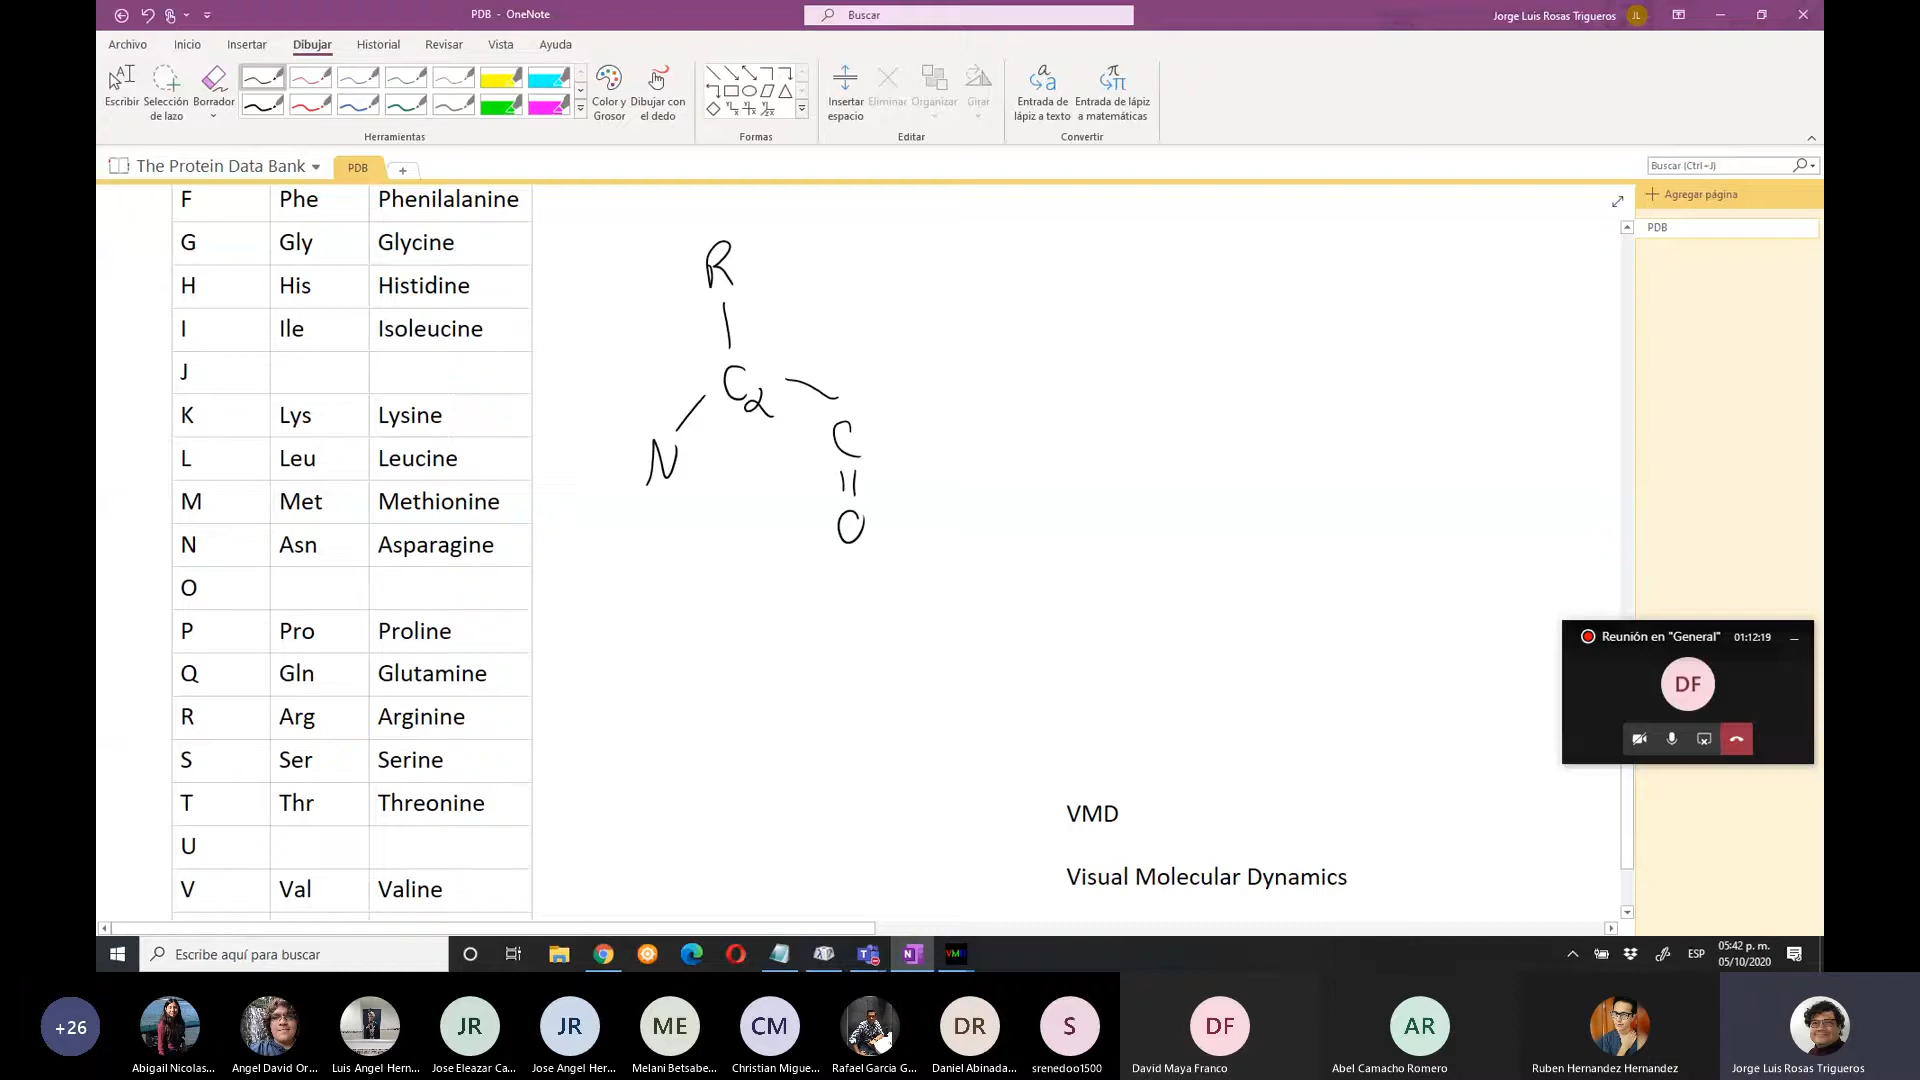 PDB - OneNote
Buscar
Jorge Luis Rosas Trigueros
JL
Archivo Inicio Insertar Dibujar Historial Revisar Vista Ayuda
Escribir
Selección de lazo
Borrador
Color y Grosor
Dibujar con el dedo
Insertar espacio
Eliminar
Organizar
Girar
Entrada de lápiz a texto
Entrada de lápiz a matemáticas
Herramientas
Formas
Editar
Convertir
The Protein Data Bank
PDB
Buscar (Ctrl+J)
Agregar página
PDB
F Phe Phenilalanine
G Gly Glycine
H His Histidine
I Ile Isoleucine
J
K Lys Lysine
L Leu Leucine
M Met Methionine
N Asn Asparagine
O
P Pro Proline
Q Gln Glutamine
R Arg Arginine
S Ser Serine
T Thr Threonine
U
V Val Valine
R
Cα
N
C
O
VMD
Visual Molecular Dynamics
Reunión en "General" 01:12:19
DF
Escribe aquí para buscar
ESP
05:42 p. m.
05/10/2020
+26
JR JR ME CM DR S DF AR
Abigail Nicolas... Angel David Or... Luis Angel Hern... Jose Eleazar Ca... Jose Angel Her... Melani Betsabe... Christian Migue... Rafael Garcia G... Daniel Abinada... srenedoo1500 David Maya Franco Abel Camacho Romero Ruben Hernandez Hernandez Jorge Luis Rosas Trigueros